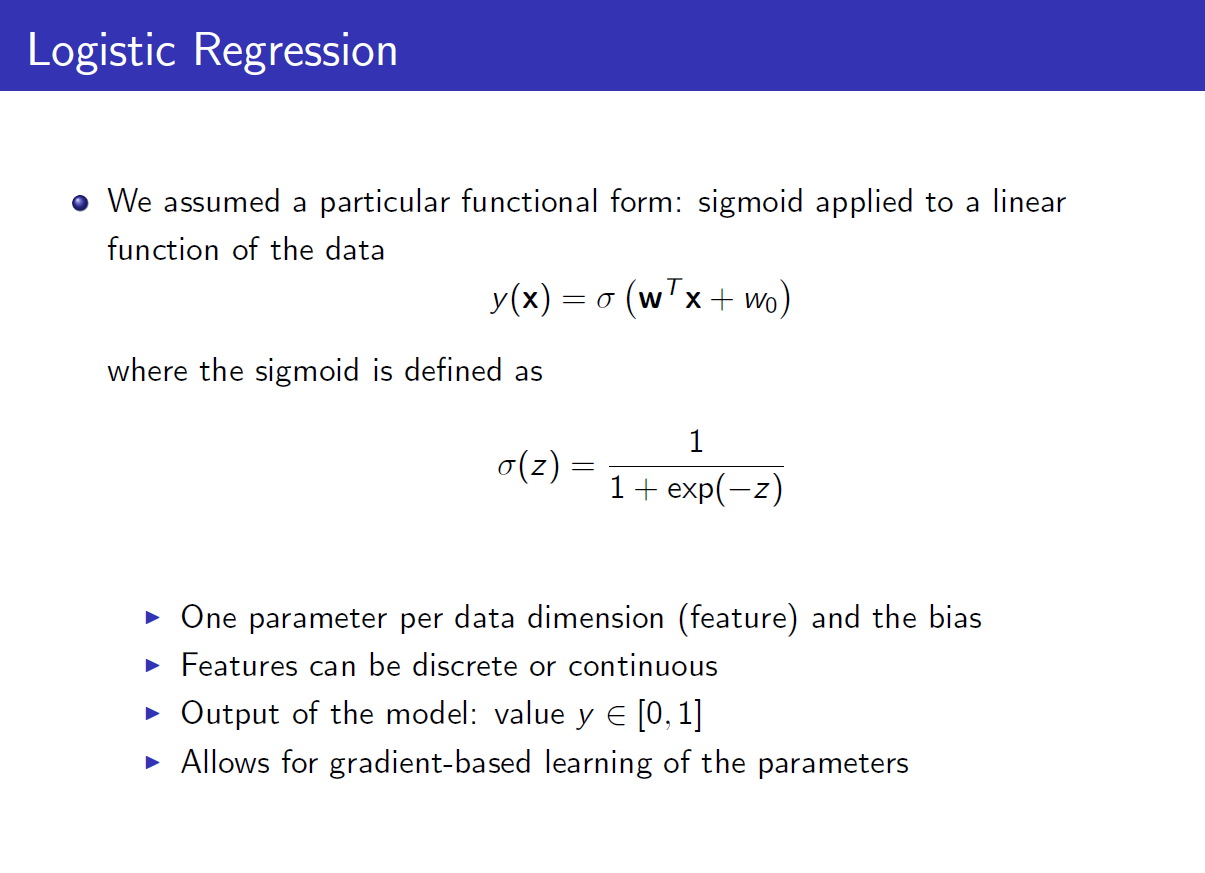 Logistic Regression
We assumed a particular functional form: sigmoid applied to a linear
function of the data
y(x) = σ (wᵀx + w₀)
where the sigmoid is defined as
σ(z) = 1 / (1 + exp(−z))
One parameter per data dimension (feature) and the bias
Features can be discrete or continuous
Output of the model: value y ∈ [0, 1]
Allows for gradient-based learning of the parameters